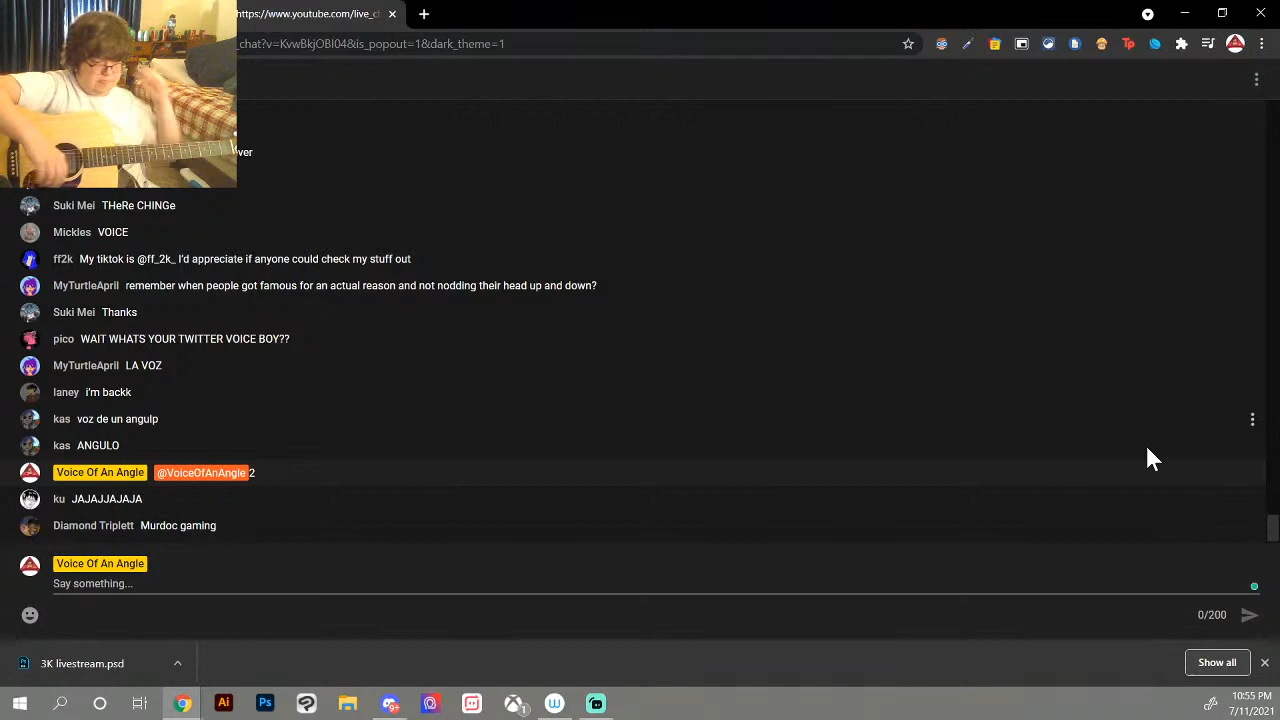 https://www.youtube.com/live_c
_chat?v=KvwBkjOBI04&is_popout=1&dark_theme=1
ver
Suki Mei THeRe CHINGe
Mickles VOICE
ff2k My tiktok is @ff_2k_ I'd appreciate if anyone could check my stuff out
MyTurtleApril remember when people got famous for an actual reason and not nodding their head up and down?
Suki Mei Thanks
pico WAIT WHATS YOUR TWITTER VOICE BOY??
MyTurtleApril LA VOZ
laney i'm backk
kas voz de un angulp
kas ANGULO
Voice Of An Angle @VoiceOfAnAngle 2
ku JAJAJJAJAJA
Diamond Triplett Murdoc gaming
Voice Of An Angle
Say something...
0/200
3K livestream.psd
Show all
Ai Ps 9+ 1 W
10:55 PM
7/11/2021